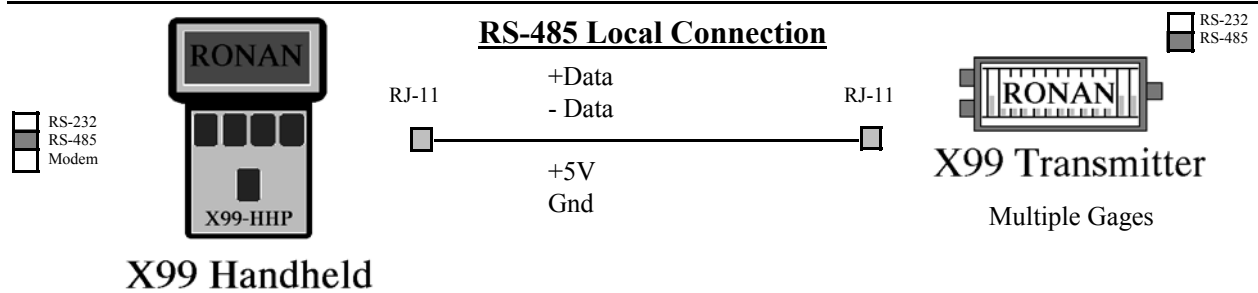 RS-485 Local Connection
RS-232
RS-485
RONAN
+Data
- Data
RJ-11
RJ-11
RONAN
RS-232
RS-485
Modem
+5V
Gnd
X99 Transmitter
Multiple Gages
X99-HHP
X99 Handheld